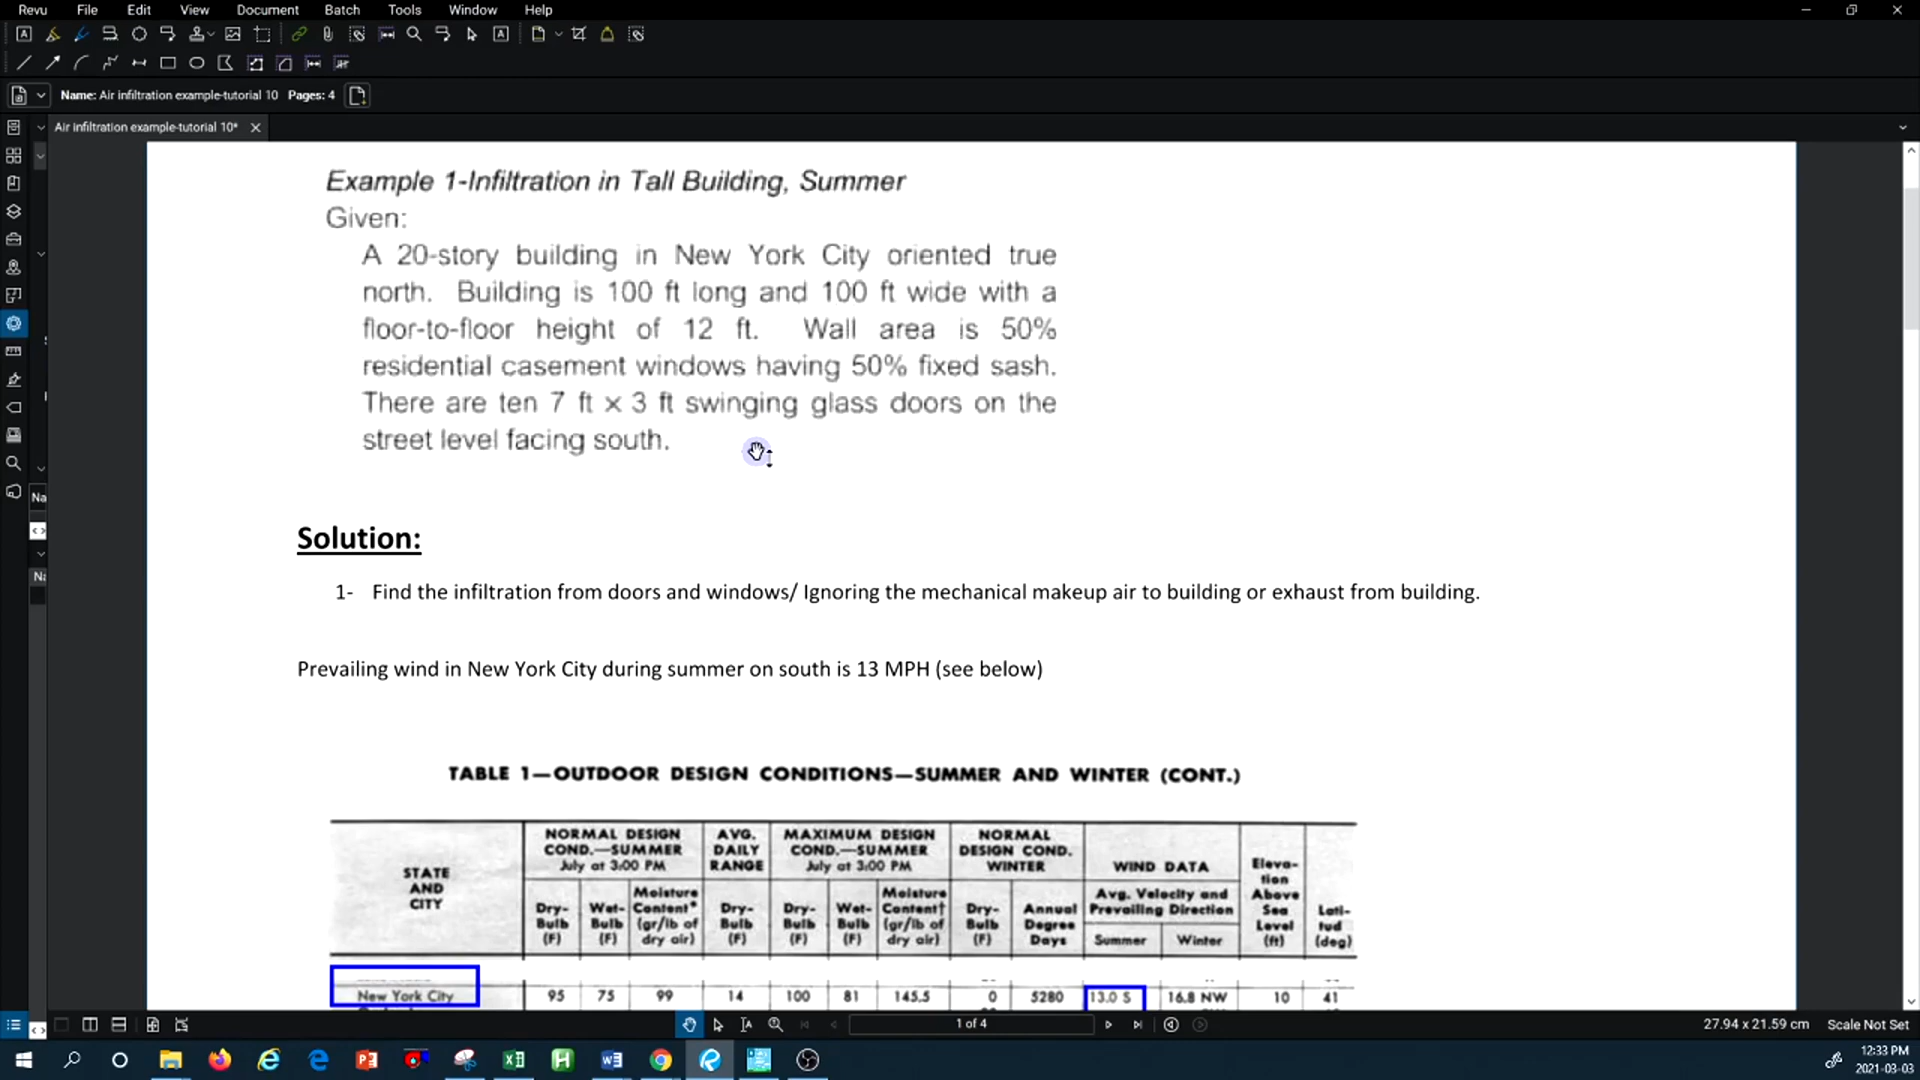 Revu File Edit View Document Batch Tools Window Help
Name: Air infiltration example-tutorial 10 Pages: 4
Air infiltration example-tutorial 10*
Example 1-Infiltration in Tall Building, Summer
Given:
A 20-story building in New York City oriented true
north. Building is 100 ft long and 100 ft wide with a
floor-to-floor height of 12 ft. Wall area is 50%
residential casement windows having 50% fixed sash.
There are ten 7 ft × 3 ft swinging glass doors on the
street level facing south.
Solution:
1- Find the infiltration from doors and windows/ Ignoring the mechanical makeup air to building or exhaust from building.
Prevailing wind in New York City during summer on south is 13 MPH (see below)
TABLE 1—OUTDOOR DESIGN CONDITIONS—SUMMER AND WINTER (CONT.)
STATE AND CITY
NORMAL DESIGN COND.—SUMMER July at 3:00 PM
AVG. DAILY RANGE
MAXIMUM DESIGN COND.—SUMMER July at 3:00 PM
NORMAL DESIGN COND. WINTER
WIND DATA
Avg. Velocity and Prevailing Direction
Elevation Above Sea Level (ft)
Latitud (deg)
Dry-Bulb (F)
Wet-Bulb (F)
Moisture Content* (gr/lb of dry air)
Dry-Bulb (F)
Dry-Bulb (F)
Wet-Bulb (F)
Moisture Content† (gr/lb of dry air)
Dry-Bulb (F)
Annual Degree Days
Summer
Winter
New York City 95 75 99 14 100 81 145.5 0 5280 13.0 S 16.8 NW 10 41
Na
Na
1 of 4
27.94 x 21.59 cm Scale Not Set
12:33 PM
2021-03-03